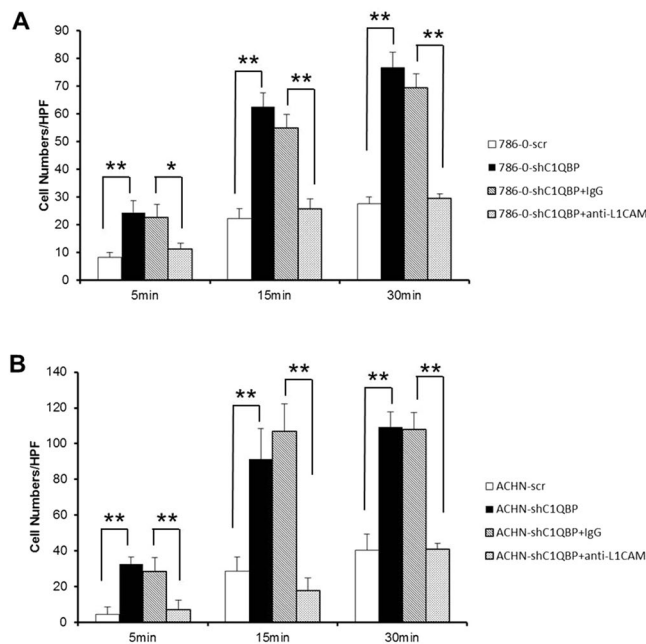 A
Cell Numbers/HPF
90
80
70
60
50
40
30
20
10
0
** * ** ** ** **
5min 15min 30min
786-0-scr
786-0-shC1QBP
786-0-shC1QBP+IgG
786-0-shC1QBP+anti-L1CAM
B
Cell Numbers/HPF
140
120
100
80
60
40
20
0
** ** ** ** ** **
5min 15min 30min
ACHN-scr
ACHN-shC1QBP
ACHN-shC1QBP+IgG
ACHN-shC1QBP+anti-L1CAM